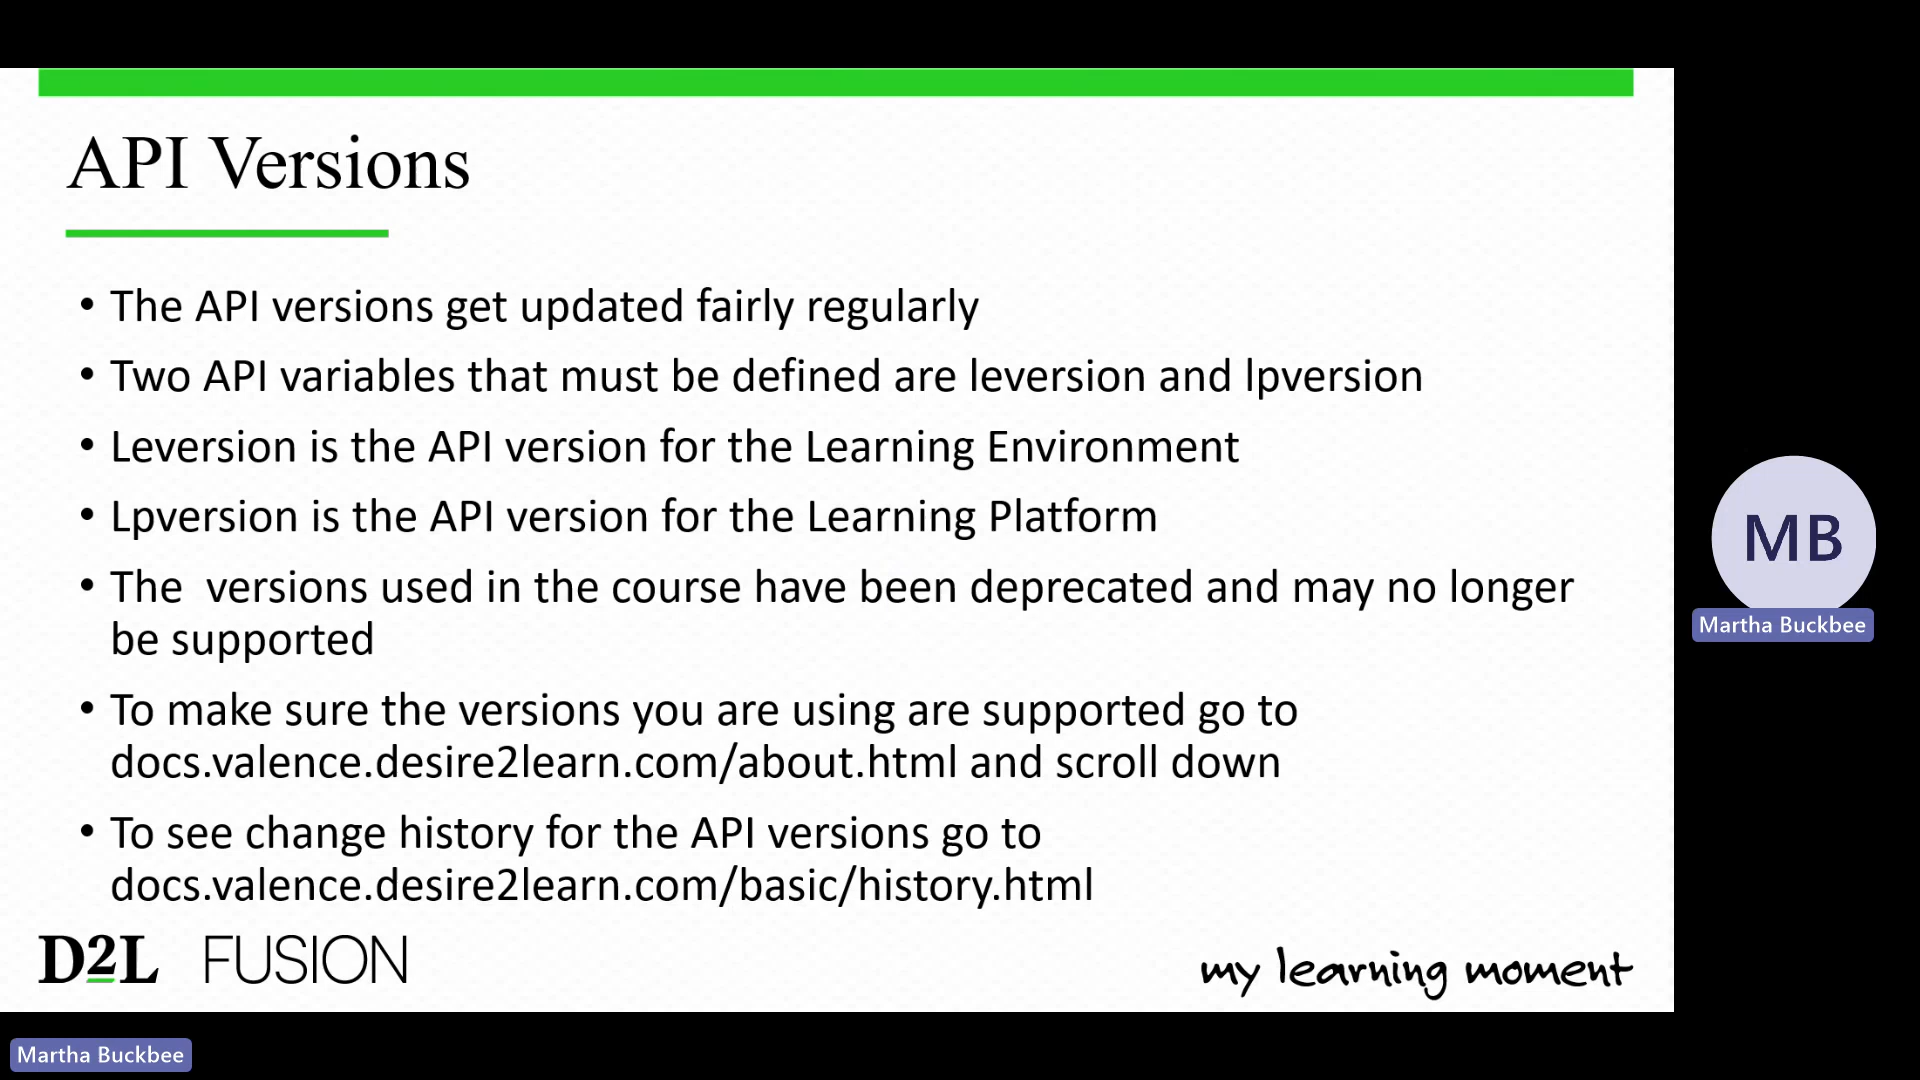 API Versions
• The API versions get updated fairly regularly
• Two API variables that must be defined are leversion and lpversion
• Leversion is the API version for the Learning Environment
• Lpversion is the API version for the Learning Platform
• The  versions used in the course have been deprecated and may no longer
be supported
• To make sure the versions you are using are supported go to
docs.valence.desire2learn.com/about.html and scroll down
• To see change history for the API versions go to
docs.valence.desire2learn.com/basic/history.html
D2L FUSION
my learning moment
MB
Martha Buckbee
Martha Buckbee